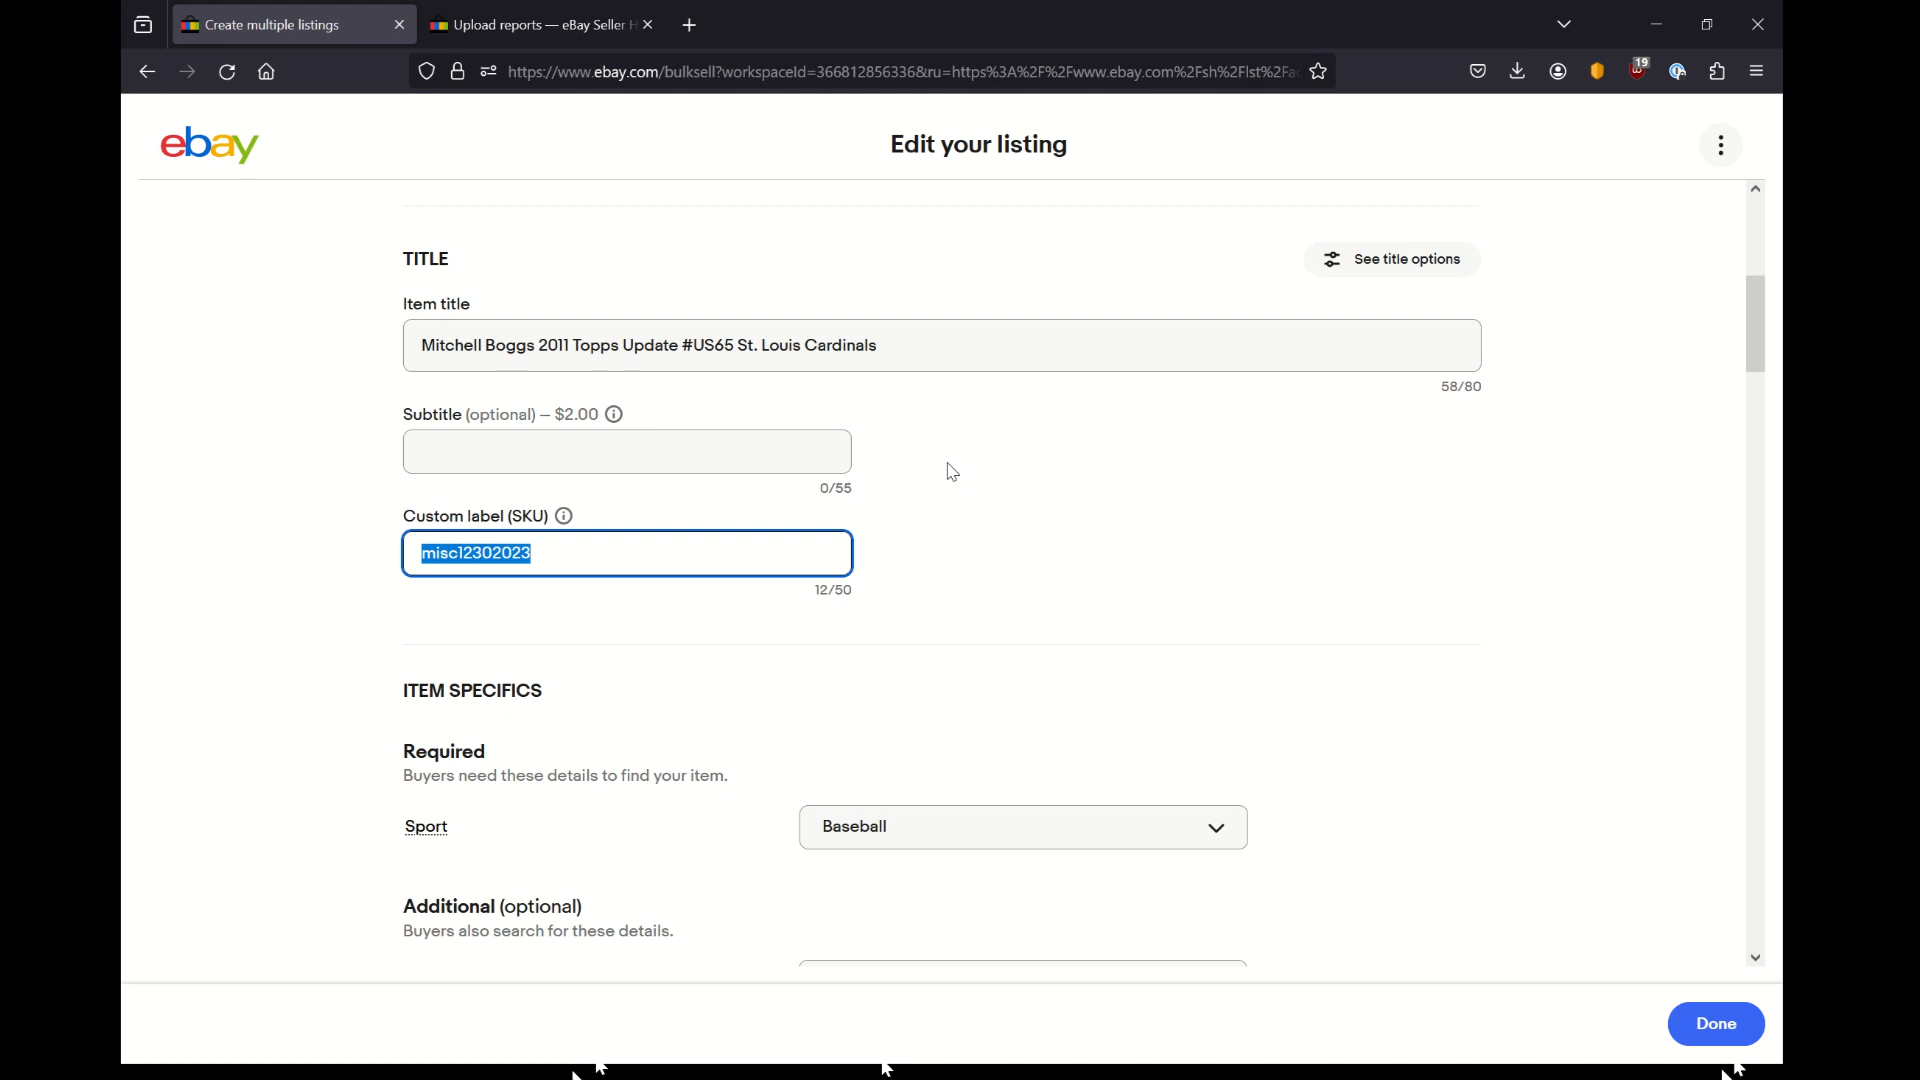 Create multiple listings
Upload reports — eBay Seller H
https://www.ebay.com/bulksell?workspaceId=366812856336&ru=https%3A%2F%2Fwww.ebay.com%2Fsh%2Flst%2Fac
19
ebay
Edit your listing
TITLE
See title options
Item title
Mitchell Boggs 2011 Topps Update #US65 St. Louis Cardinals
58/80
Subtitle (optional) – $2.00
0/55
Custom label (SKU)
misc12302023
12/50
ITEM SPECIFICS
Required
Buyers need these details to find your item.
Sport
Baseball
Additional (optional)
Buyers also search for these details.
Done